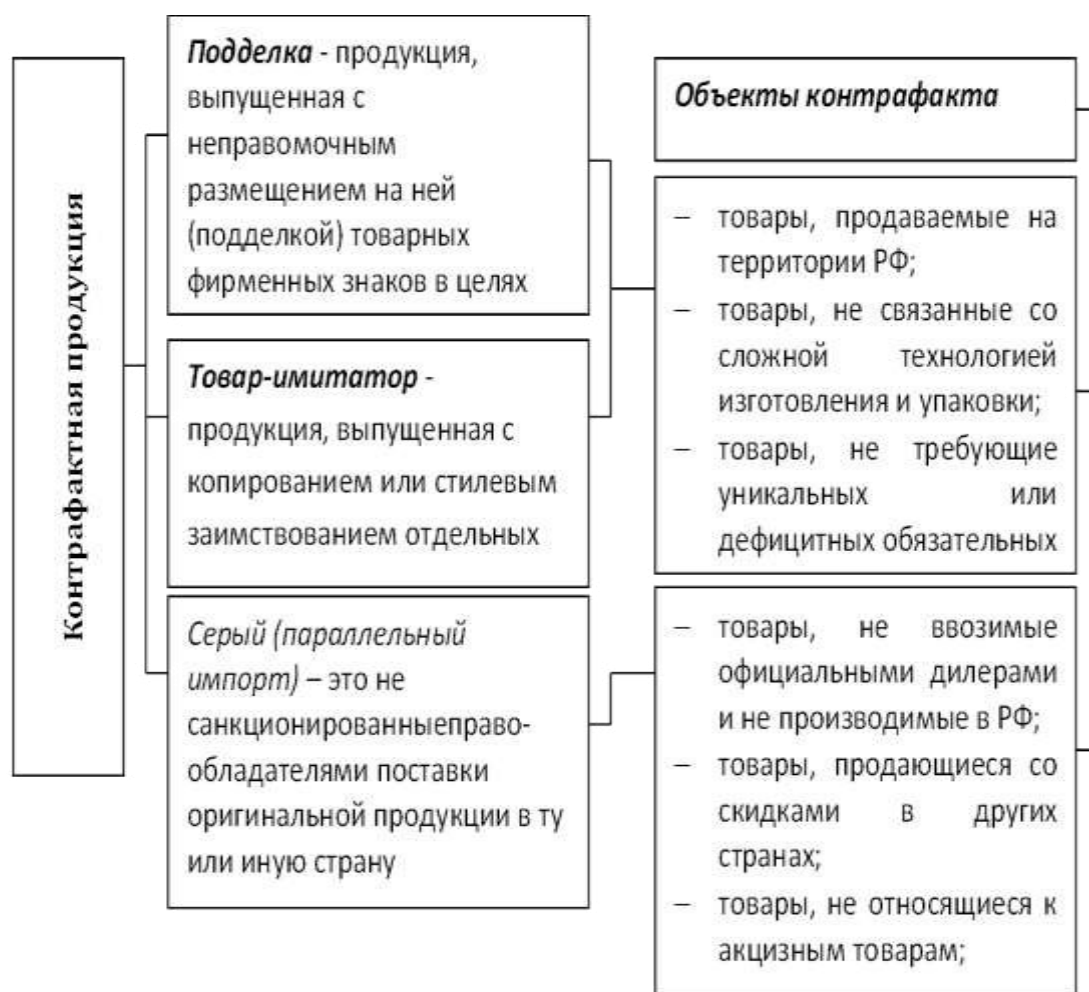 Контрафактная продукция
Подделка - продукция,
выпущенная с
неправомочным
размещением на ней
(подделкой) товарных
фирменных знаков в целях
Товар-имитатор -
продукция, выпущенная с
копированием или стилевым
заимствованием отдельных
Серый (параллельный
импорт) – это не
санкционированныеправо-
обладателями поставки
оригинальной продукции в ту
или иную страну
Объекты контрафакта
– товары, продаваемые на
территории РФ;
– товары, не связанные со
сложной технологией
изготовления и упаковки;
– товары, не требующие
уникальных или
дефицитных обязательных
– товары, не ввозимые
официальными дилерами
и не производимые в РФ;
– товары, продающиеся со
скидками в других
странах;
– товары, не относящиеся к
акцизным товарам;